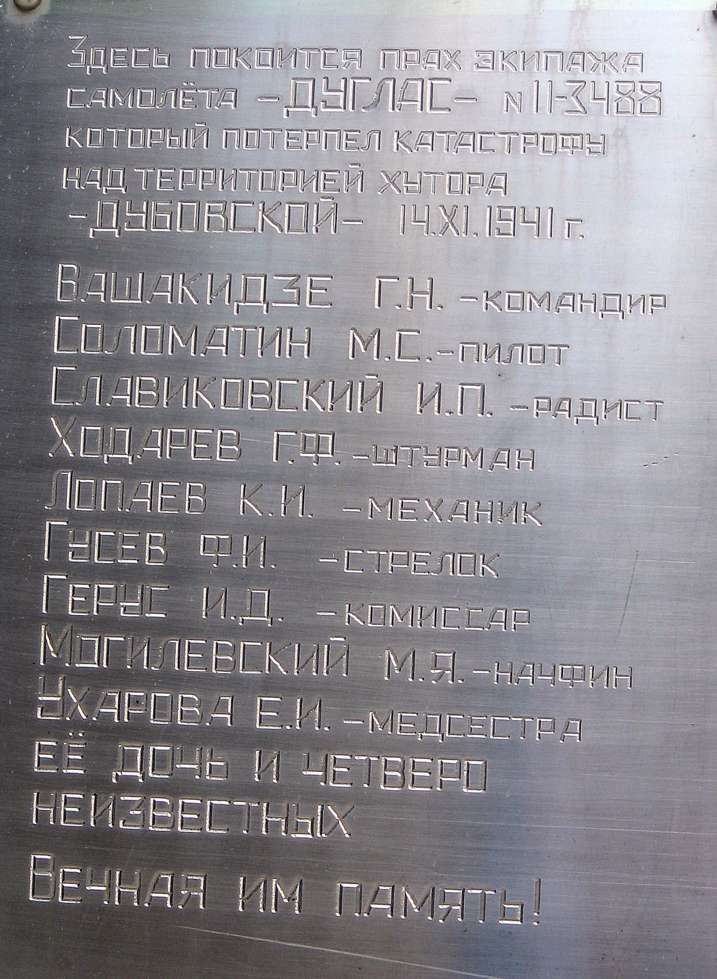 Здесь покоится прах экипажа
самолёта -ДУГЛАС- N 11-3488
который потерпел катастрофу
над территорией хутора
-ДУБОВСКОЙ- 14.XI.1941 г.
Вашакидзе Г.Н. -командир
Соломатин М.С.-пилот
Славиковский И.П. -радист
Ходарев Г.Ф. -штурман
Лопаев К.И. -механик
Гусев Ф.И. -стрелок
Герус И.Д. -комиссар
Могилевский М.Я.-начфин
Ухарова Е.И. -медсестра
её дочь и четверо
неизвестных
Вечная им память!